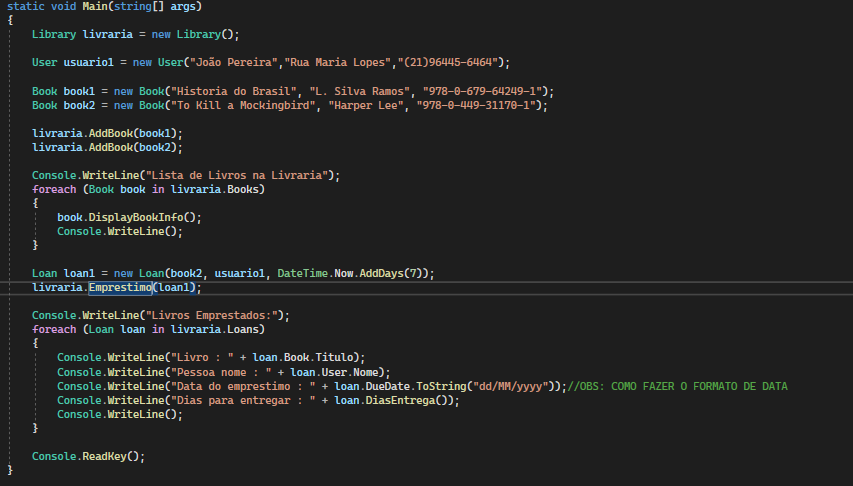 static void Main(string[] args)
{
Library livraria = new Library();
User usuario1 = new User("João Pereira","Rua Maria Lopes","(21)96445-6464");
Book book1 = new Book("Historia do Brasil", "L. Silva Ramos", "978-0-679-64249-1");
Book book2 = new Book("To Kill a Mockingbird", "Harper Lee", "978-0-449-31170-1");
livraria.AddBook(book1);
livraria.AddBook(book2);
Console.WriteLine("Lista de Livros na Livraria");
foreach (Book book in livraria.Books)
{
book.DisplayBookInfo();
Console.WriteLine();
}
Loan loan1 = new Loan(book2, usuario1, DateTime.Now.AddDays(7));
livraria.Emprestimo(loan1);
Console.WriteLine("Livros Emprestados:");
foreach (Loan loan in livraria.Loans)
{
Console.WriteLine("Livro : " + loan.Book.Titulo);
Console.WriteLine("Pessoa nome : " + loan.User.Nome);
Console.WriteLine("Data do emprestimo : " + loan.DueDate.ToString("dd/MM/yyyy"));//OBS: COMO FAZER O FORMATO DE DATA
Console.WriteLine("Dias para entregar : " + loan.DiasEntrega());
Console.WriteLine();
}
Console.ReadKey();
}